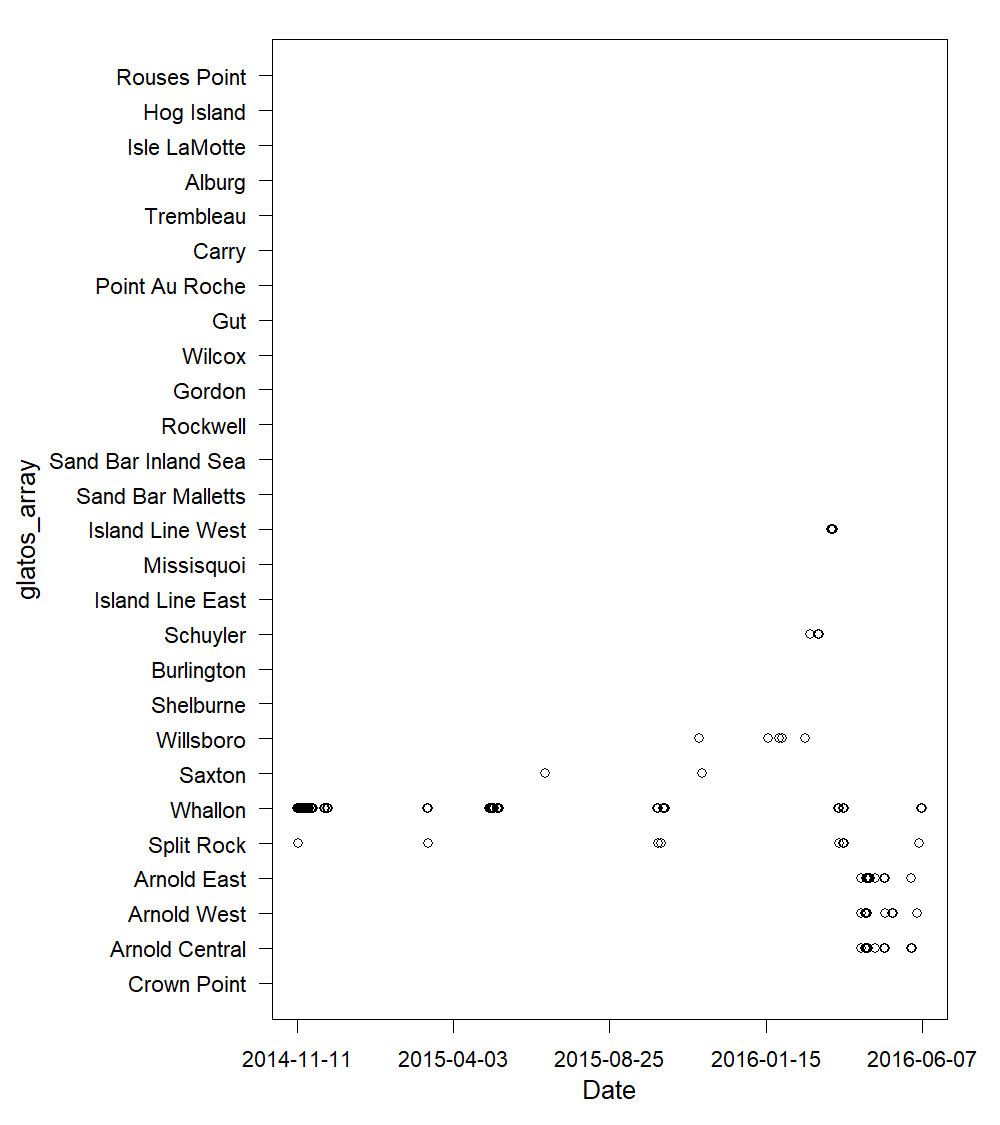 Rouses Point
Hog Island
Isle LaMotte
Alburg
Trembleau
Carry
Point Au Roche
Gut
Wilcox
Gordon
Rockwell
Sand Bar Inland Sea
Sand Bar Malletts
Island Line West
Missisquoi
Island Line East
Schuyler
Burlington
Shelburne
Willsboro
Saxton
Whallon
Split Rock
Arnold East
Arnold West
Arnold Central
Crown Point
glatos_array
2014-11-11 2015-04-03 2015-08-25 2016-01-15 2016-06-07
Date